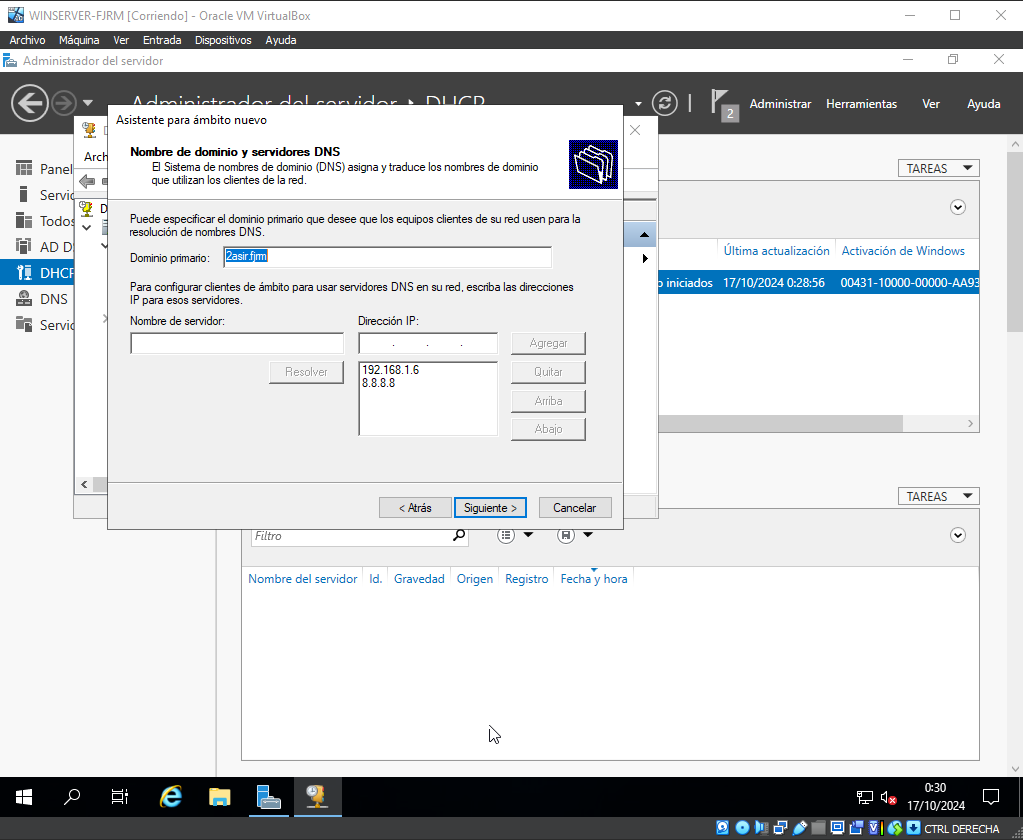 WINSERVER-FJRM [Corriendo] - Oracle VM VirtualBox
Archivo Máquina Ver Entrada Dispositivos Ayuda
Administrador del servidor
Administrador del servidor DHCP
2
Administrar Herramientas Ver Ayuda
Asistente para ámbito nuevo
Nombre de dominio y servidores DNS
El Sistema de nombres de dominio (DNS) asigna y traduce los nombres de dominio
que utilizan los clientes de la red.
Arch
Panel
Servic
Todos
AD D
DHCP
DNS
Servic
D
Puede especificar el dominio primario que desee que los equipos clientes de su red usen para la
resolución de nombres DNS.
Dominio primario: 2asir.fjrm
Para configurar clientes de ámbito para usar servidores DNS en su red, escriba las direcciones
IP para esos servidores.
Nombre de servidor: Dirección IP:
. . . Agregar
Resolver
192.168.1.6
8.8.8.8
Quitar
Arriba
Abajo
< Atrás Siguiente > Cancelar
TAREAS
Última actualización Activación de Windows
o iniciados 17/10/2024 0:28:56 00431-10000-00000-AA93
TAREAS
Filtro
Nombre del servidor Id. Gravedad Origen Registro Fecha y hora
0:30
17/10/2024
CTRL DERECHA